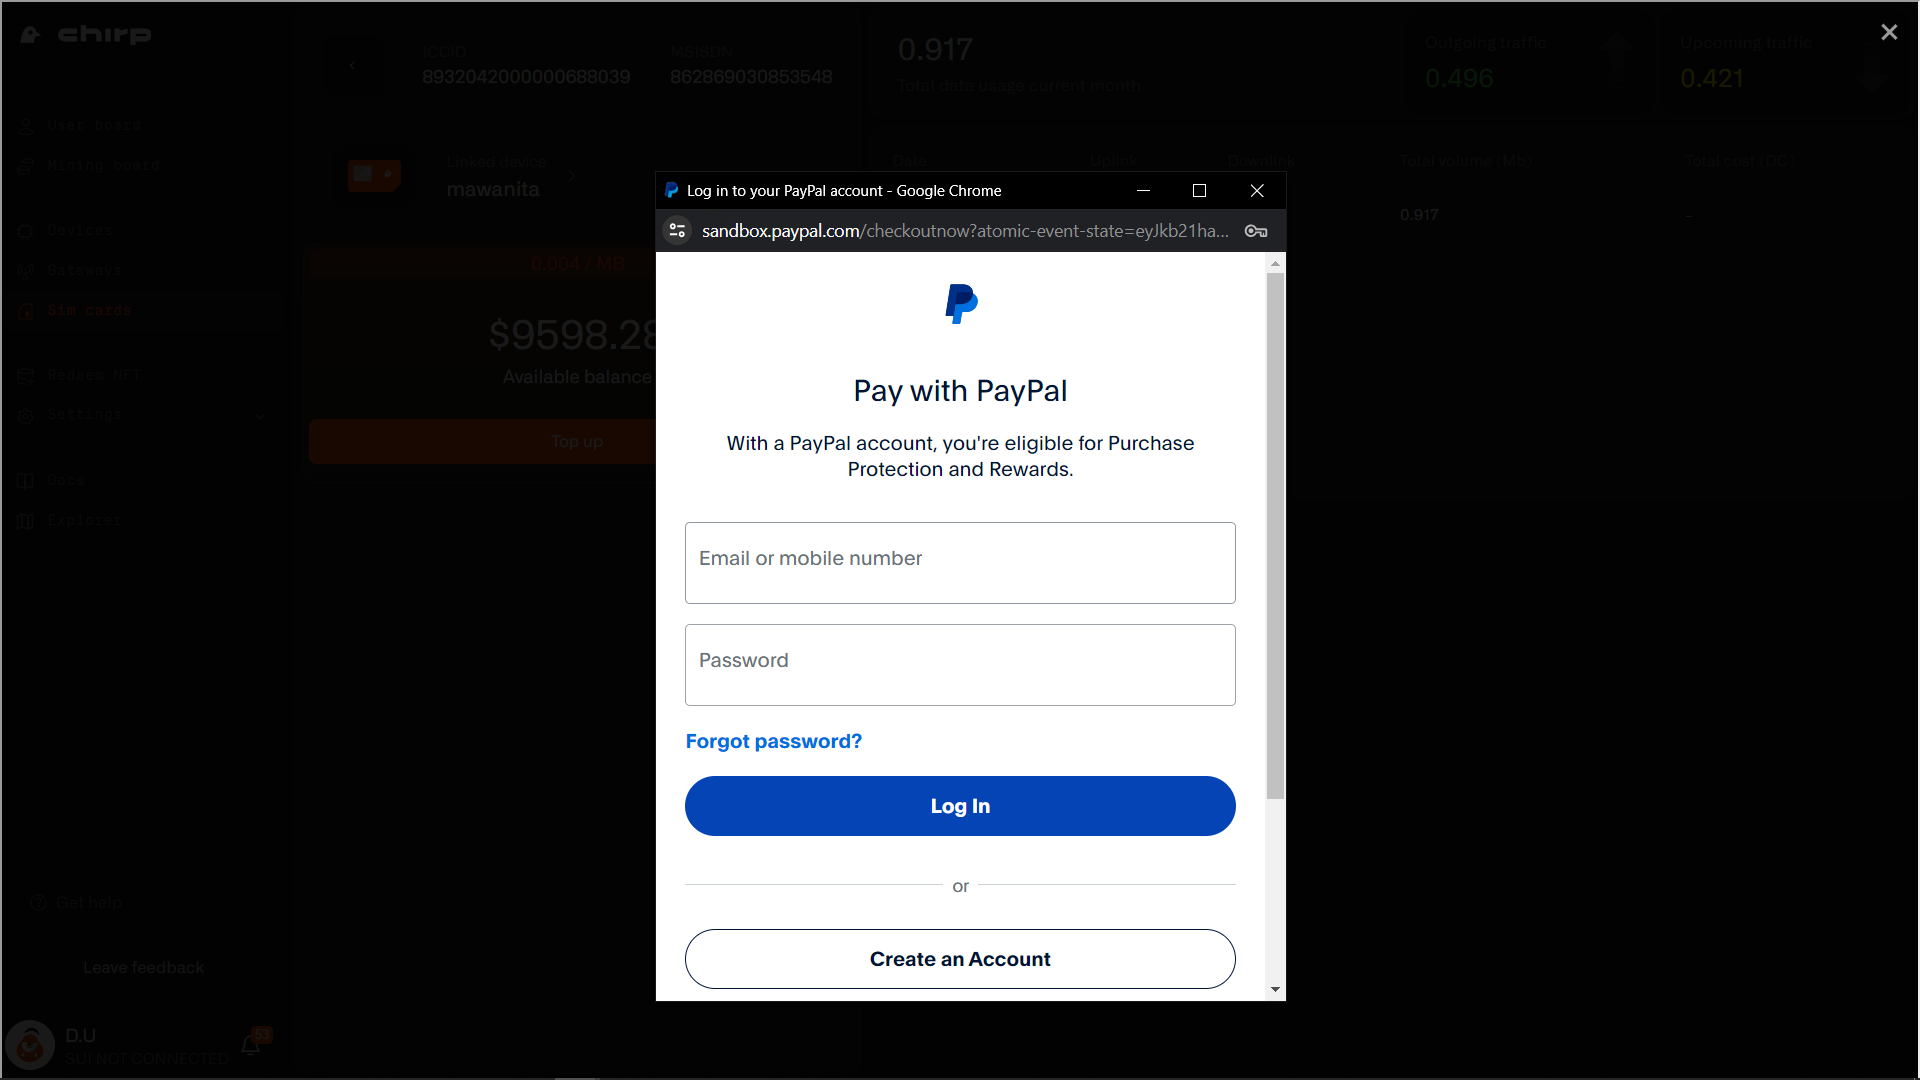 chirp
User board
Mining board
Devices
Gateways
Sim cards
Redeem NFT
Settings
Docs
Explorer
Get help
Leave feedback
D.U
SUI NOT CONNECTED
53
ICCID
8932042000000688039
MSISDN
862869030853548
Linked device
mawanita
0.004 / MB
$9598.28
Available balance
Top up
0.917
Total data usage current month
Outgoing traffic
0.496
Upcoming traffic
0.421
Date
Uplink
Downlink
Total volume (Mb)
Total cost (DC)
0.917
–
Log in to your PayPal account - Google Chrome
sandbox.paypal.com/checkoutnow?atomic-event-state=eyJkb21ha...
Pay with PayPal
With a PayPal account, you're eligible for Purchase
Protection and Rewards.
Email or mobile number
Password
Forgot password?
Log In
or
Create an Account